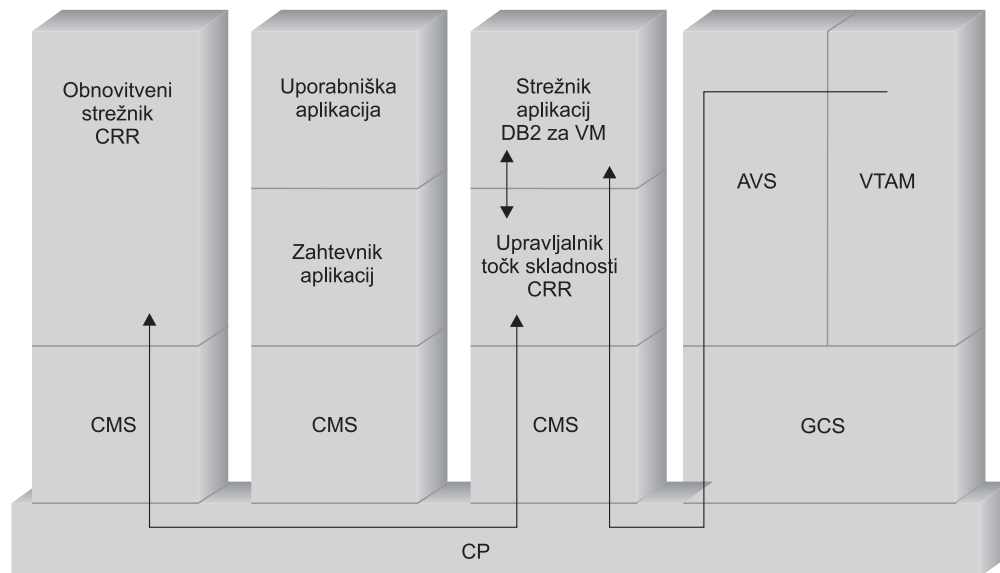 Obnovitveni
strežnik
CRR
CMS
Uporabniška
aplikacija
Zahtevnik
aplikacij
CMS
Strežnik
aplikacij
DB2 za VM
Upravljalnik
točk skladnosti
CRR
CMS
AVS
VTAM
GCS
CP